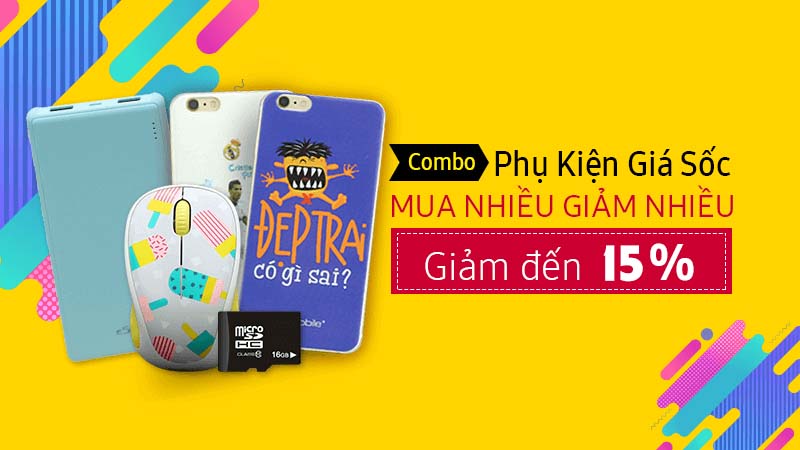 Combo Phụ Kiện Giá Sốc
MUA NHIỀU GIẢM NHIỀU
Giảm đến 15%
ĐẸP TRAI
có gì sai?
micro
SD
HC
CLASS
16GB